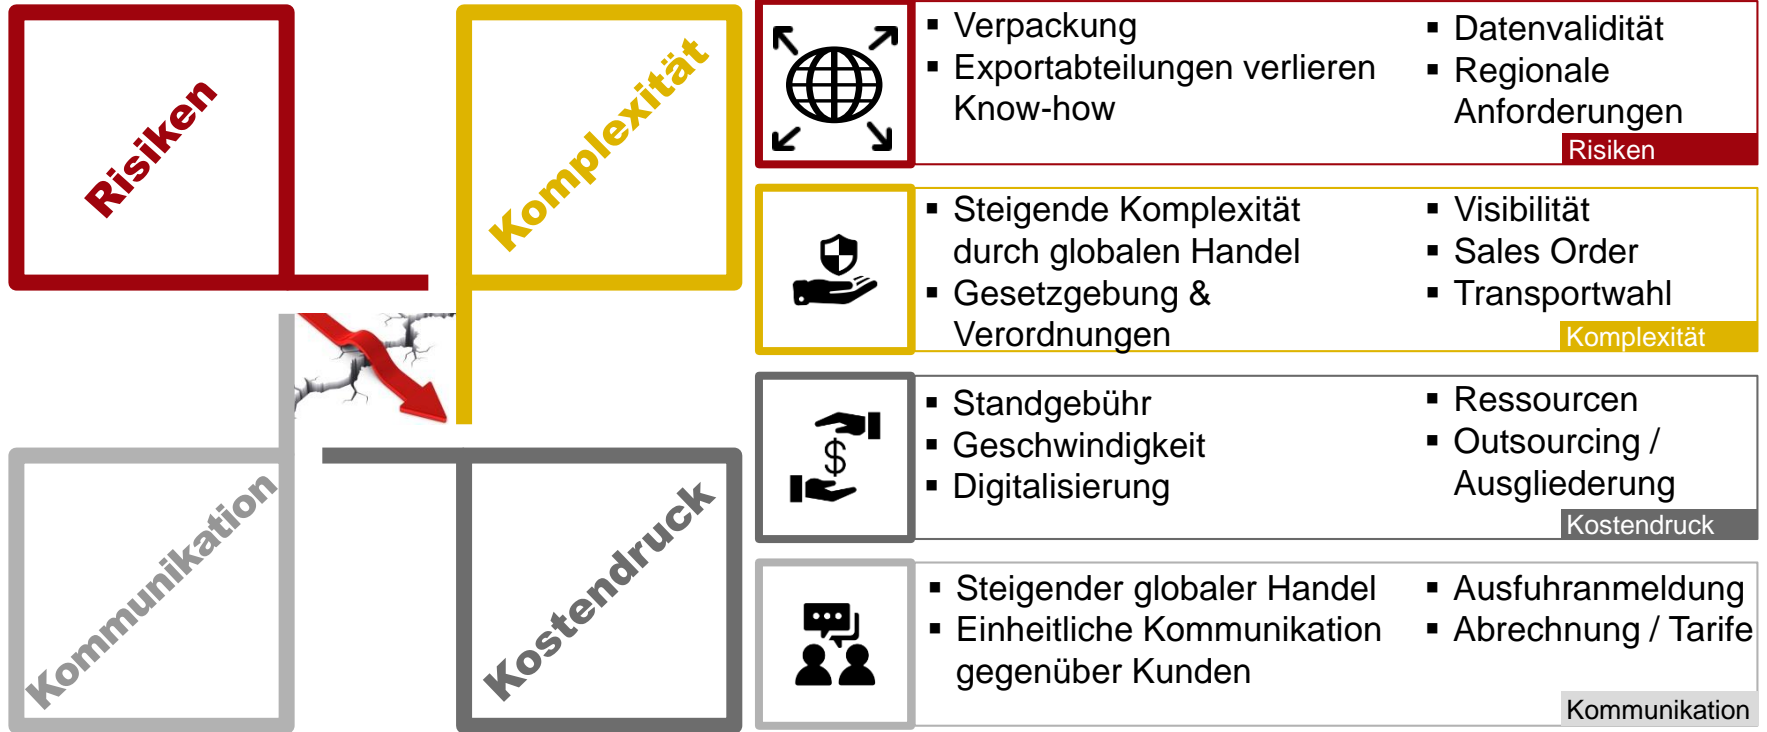 Risiken
Komplexität
Kommunikation
Kostendruck
▪ Verpackung
▪ Exportabteilungen verlieren
Know-how
▪ Datenvalidität
▪ Regionale
Anforderungen
Risiken
▪ Steigende Komplexität
durch globalen Handel
▪ Gesetzgebung &
Verordnungen
▪ Visibilität
▪ Sales Order
▪ Transportwahl
Komplexität
$
▪ Standgebühr
▪ Geschwindigkeit
▪ Digitalisierung
▪ Ressourcen
▪ Outsourcing /
Ausgliederung
Kostendruck
▪ Steigender globaler Handel
▪ Einheitliche Kommunikation
gegenüber Kunden
▪ Ausfuhranmeldung
▪ Abrechnung / Tarife
Kommunikation